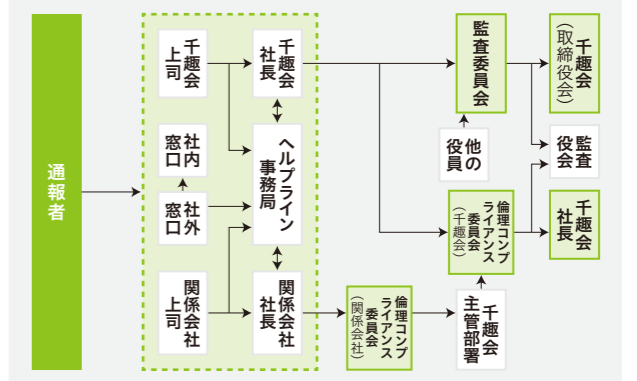 通報者
千趣会
上司
千趣会
社長
社内
窓口
社外
窓口
ヘルプライン
事務局
関係会社
上司
関係会社
社長
倫理コンプ
ライアンス
委員会
(関係会社)
監査委員会
他の
役員
倫理コンプ
ライアンス
委員会
(千趣会)
千趣会
主管部署
千趣会
(取締役会)
監査
役会
千趣会
社長